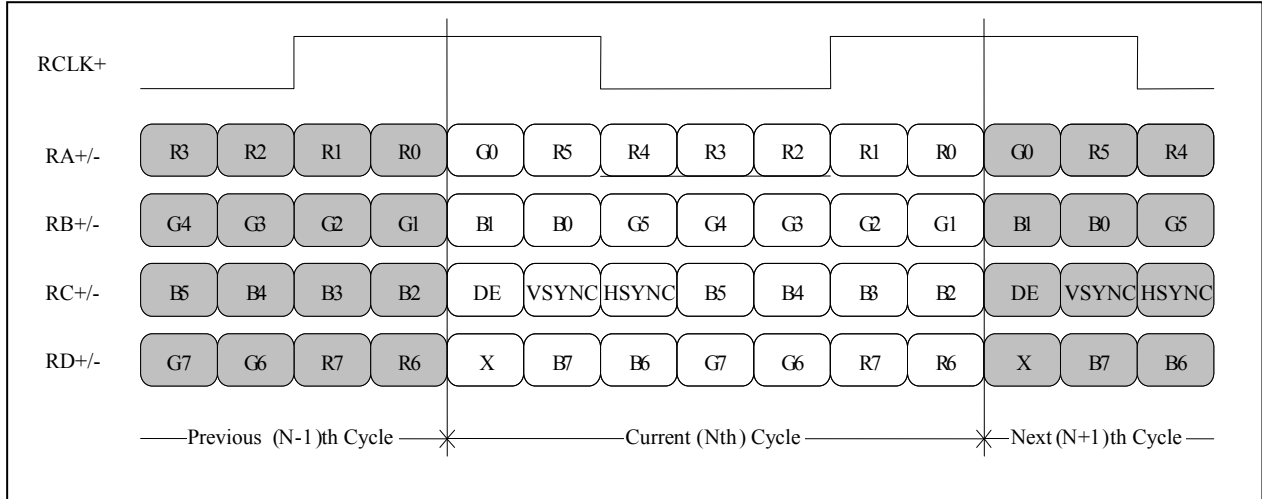 RCLK+
RA+/- R3 R2 R1 R0 G0 R5 R4 R3 R2 R1 R0 G0 R5 R4
RB+/- G4 G3 G2 G1 B1 B0 G5 G4 G3 G2 G1 B1 B0 G5
RC+/- B5 B4 B3 B2 DE VSYNC HSYNC B5 B4 B3 B2 DE VSYNC HSYNC
RD+/- G7 G6 R7 R6 X B7 B6 G7 G6 R7 R6 X B7 B6
Previous (N-1)th Cycle Current (Nth) Cycle Next (N+1)th Cycle